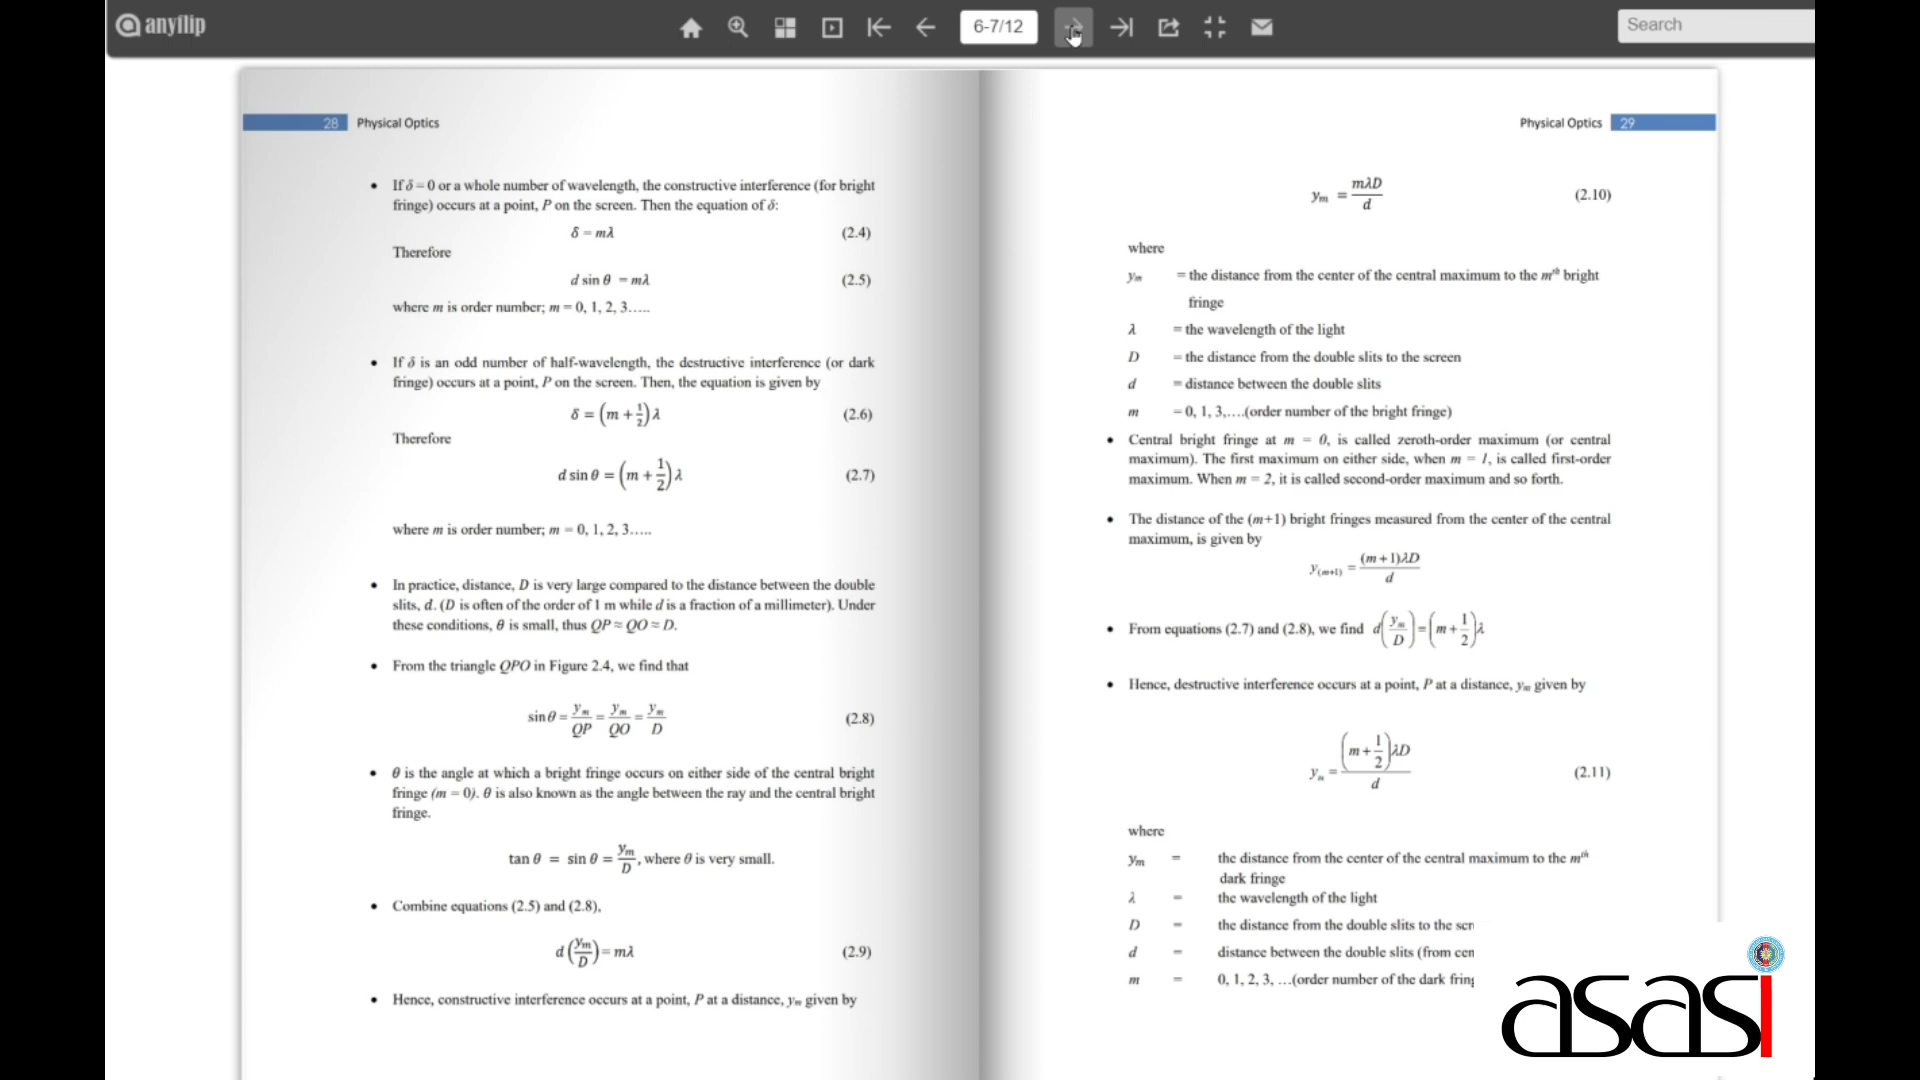 anyflip
6-7/12
Search
28 Physical Optics
• If δ = 0 or a whole number of wavelength, the constructive interference (for bright
fringe) occurs at a point, P on the screen. Then the equation of δ:
δ = mλ (2.4)
Therefore
d sin θ = mλ (2.5)
where m is order number; m = 0, 1, 2, 3…..
• If δ is an odd number of half-wavelength, the destructive interference (or dark
fringe) occurs at a point, P on the screen. Then, the equation is given by
δ = (m + 1/2) λ (2.6)
Therefore
d sin θ = (m + 1/2) λ (2.7)
where m is order number; m = 0, 1, 2, 3…..
• In practice, distance, D is very large compared to the distance between the double
slits, d. (D is often of the order of 1 m while d is a fraction of a millimeter). Under
these conditions, θ is small, thus QP ≈ QO ≈ D.
• From the triangle QPO in Figure 2.4, we find that
sin θ = yₘ/QP = yₘ/QO = yₘ/D (2.8)
• θ is the angle at which a bright fringe occurs on either side of the central bright
fringe (m = 0). θ is also known as the angle between the ray and the central bright
fringe.
tan θ = sin θ = yₘ/D, where θ is very small.
• Combine equations (2.5) and (2.8),
d (yₘ/D) = mλ (2.9)
• Hence, constructive interference occurs at a point, P at a distance, yₘ given by
Physical Optics 29
yₘ = mλD/d (2.10)
where
yₘ = the distance from the center of the central maximum to the mᵗʰ bright
fringe
λ = the wavelength of the light
D = the distance from the double slits to the screen
d = distance between the double slits
m = 0, 1, 3,….(order number of the bright fringe)
• Central bright fringe at m = 0, is called zeroth-order maximum (or central
maximum). The first maximum on either side, when m = 1, is called first-order
maximum. When m = 2, it is called second-order maximum and so forth.
• The distance of the (m+1) bright fringes measured from the center of the central
maximum, is given by
y₍ₘ₊₁₎ = (m + 1)λD/d
• From equations (2.7) and (2.8), we find d(yₘ/D) = (m + 1/2)λ
• Hence, destructive interference occurs at a point, P at a distance, yₘ given by
yₘ = (m + 1/2)λD/d (2.11)
where
yₘ = the distance from the center of the central maximum to the mᵗʰ
dark fringe
λ = the wavelength of the light
D = the distance from the double slits to the scr
d = distance between the double slits (from cen
m = 0, 1, 2, 3, …(order number of the dark fring
asasi